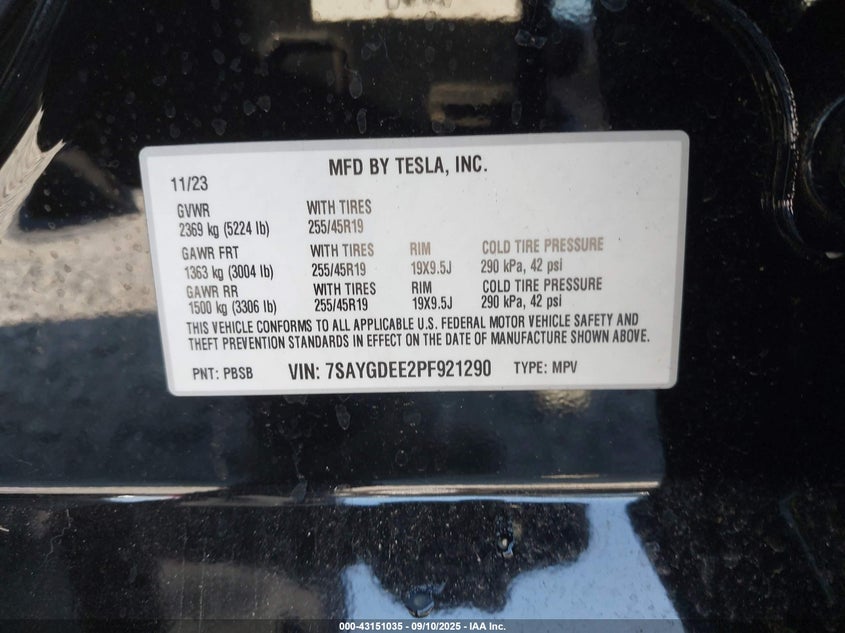 MFD BY TESLA, INC.
11/23
GVWR WITH TIRES
2369 kg (5224 lb) 255/45R19
GAWR FRT WITH TIRES RIM COLD TIRE PRESSURE
1363 kg (3004 lb) 255/45R19 19X9.5J 290 kPa, 42 psi
GAWR RR WITH TIRES RIM COLD TIRE PRESSURE
1500 kg (3306 lb) 255/45R19 19X9.5J 290 kPa, 42 psi
THIS VEHICLE CONFORMS TO ALL APPLICABLE U.S. FEDERAL MOTOR VEHICLE SAFETY AND
THEFT PREVENTION STANDARDS IN EFFECT ON THE DATE OF MANUFACTURE SHOWN ABOVE.
PNT: PBSB VIN: 7SAYGDEE2PF921290 TYPE: MPV
000-43151035 - 09/10/2025 - IAA Inc.